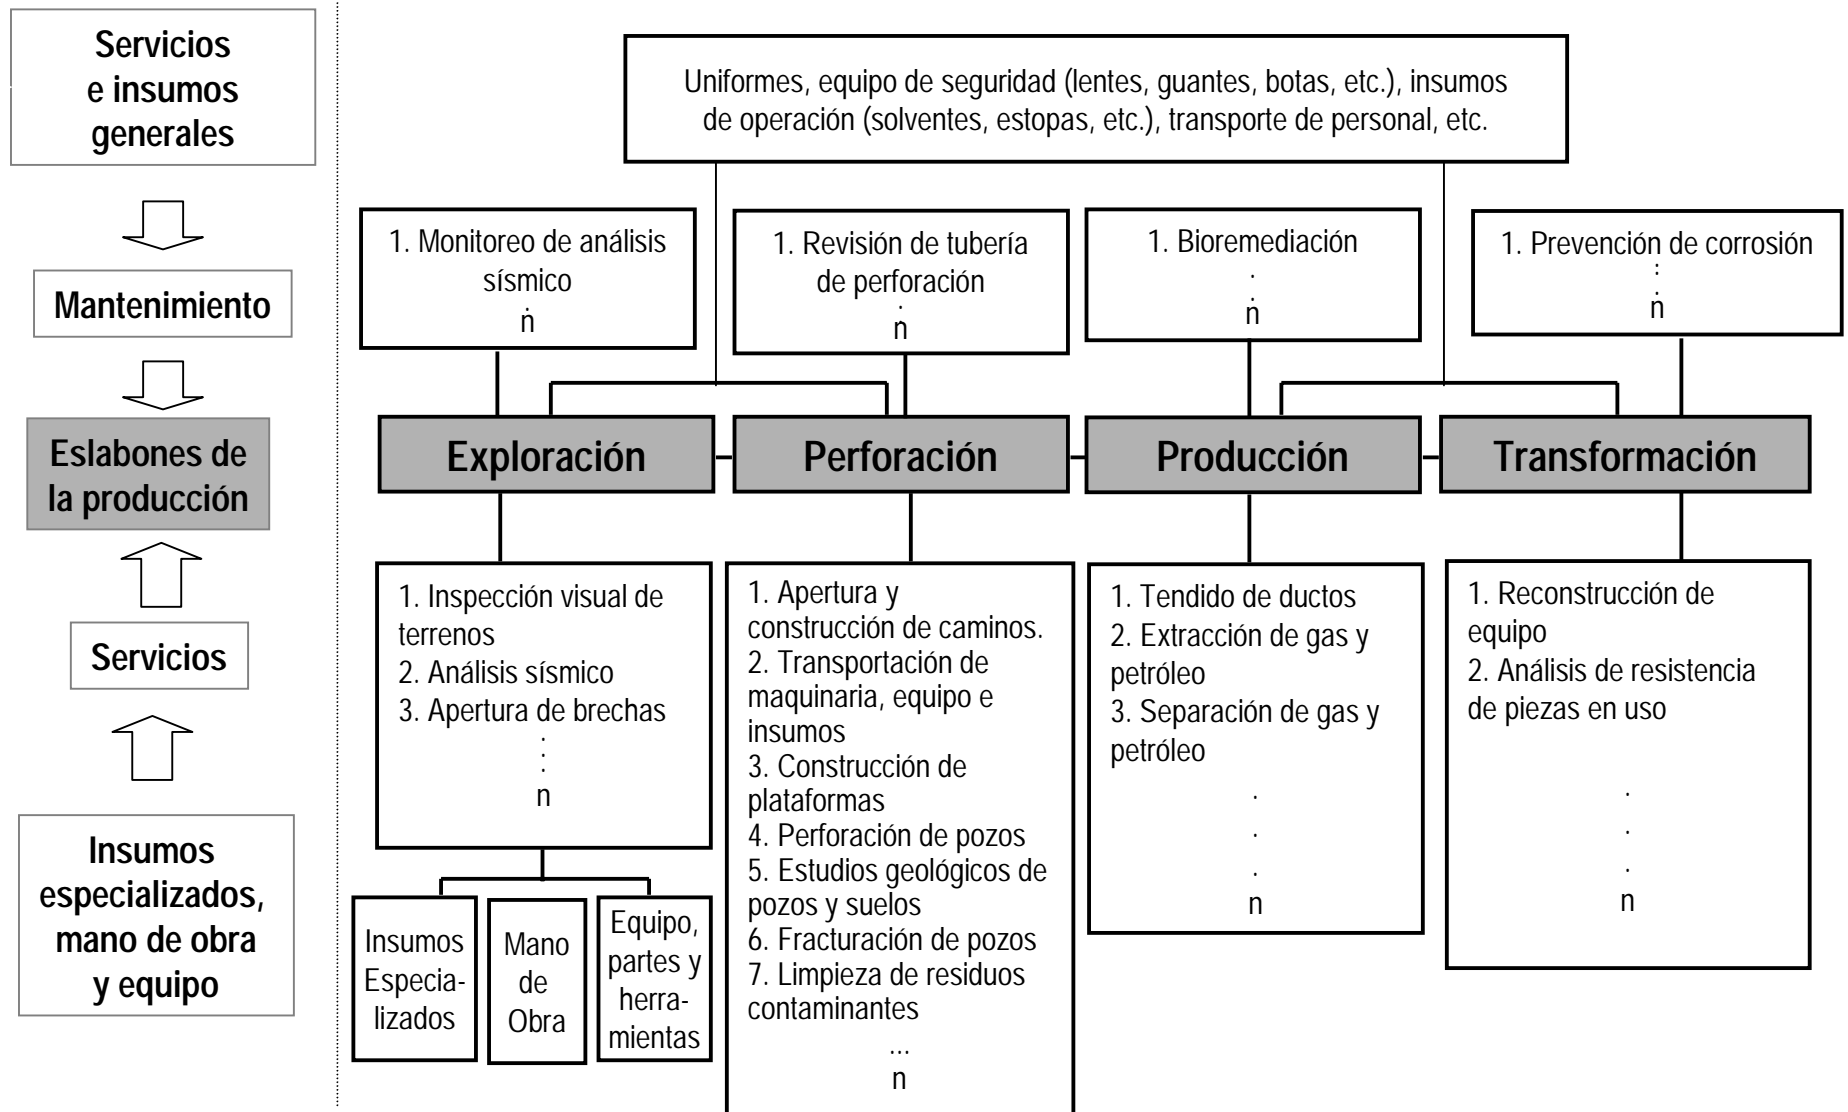 Servicios
e insumos
generales
Mantenimiento
Eslabones de
la producción
Servicios
Insumos
especializados,
mano de obra
y equipo
Uniformes, equipo de seguridad (lentes, guantes, botas, etc.), insumos
de operación (solventes, estopas, etc.), transporte de personal, etc.
1. Monitoreo de análisis
sísmico
.
n
1. Revisión de tubería
de perforación
.
n
1. Bioremediación
.
.
n
1. Prevención de corrosión
:
.
n
Exploración
Perforación
Producción
Transformación
1. Inspección visual de
terrenos
2. Análisis sísmico
3. Apertura de brechas
.
.
.
n
1. Apertura y
construcción de caminos.
2. Transportación de
maquinaria, equipo e
insumos
3. Construcción de
plataformas
4. Perforación de pozos
5. Estudios geológicos de
pozos y suelos
6. Fracturación de pozos
7. Limpieza de residuos
contaminantes
...
n
1. Tendido de ductos
2. Extracción de gas y
petróleo
3. Separación de gas y
petróleo
.
.
.
n
1. Reconstrucción de
equipo
2. Análisis de resistencia
de piezas en uso
.
.
.
n
Insumos
Especia-
lizados
Mano
de
Obra
Equipo,
partes y
herra-
mientas